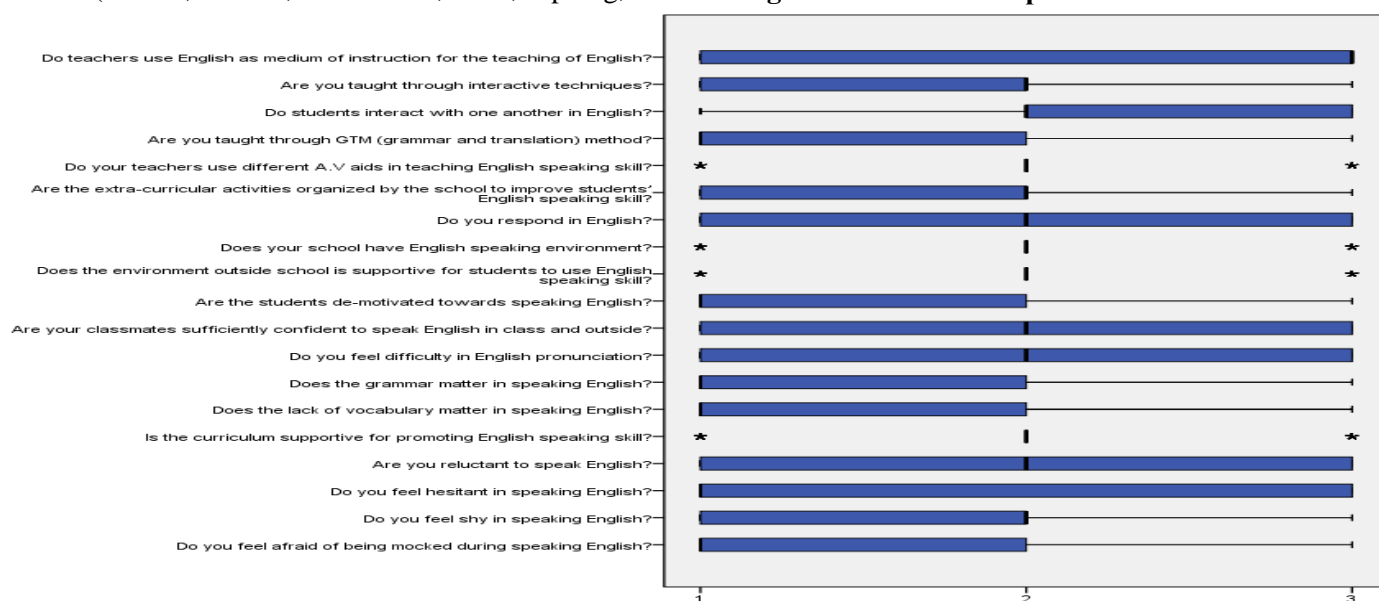 Do teachers use English as medium of instruction for the teaching of English?
Are you taught through interactive techniques?
Do students interact with one another in English?
Are you taught through GTM (grammar and translation) method?
Do your teachers use different A.V aids in teaching English speaking skill?
Are the extra-curricular activities organized by the school to improve students'
English speaking skill?
Do you respond in English?
Does your school have English speaking environment?
Does the environment outside school is supportive for students to use English
speaking skill?
Are the students de-motivated towards speaking English?
Are your classmates sufficiently confident to speak English in class and outside?
Do you feel difficulty in English pronunciation?
Does the grammar matter in speaking English?
Does the lack of vocabulary matter in speaking English?
Is the curriculum supportive for promoting English speaking skill?
Are you reluctant to speak English?
Do you feel hesitant in speaking English?
Do you feel shy in speaking English?
Do you feel afraid of being mocked during speaking English?
1 2 3